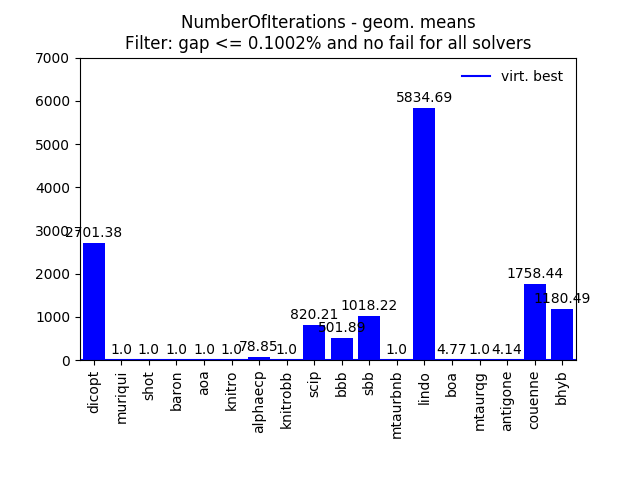 NumberOfIterations - geom. means
Filter: gap <= 0.1002% and no fail for all solvers
virt. best
7000
6000
5000
4000
3000
2000
1000
0
2701.38
1.0
1.0
1.0
1.0
1.0
78.85
1.0
820.21
501.89
1018.22
1.0
5834.69
4.77
1.0
4.14
1758.44
1180.49
dicopt
muriqui
shot
baron
aoa
knitro
alphaecp
knitrobb
scip
bbb
sbb
mtaurbnb
lindo
boa
mtaurqg
antigone
couenne
bhyb